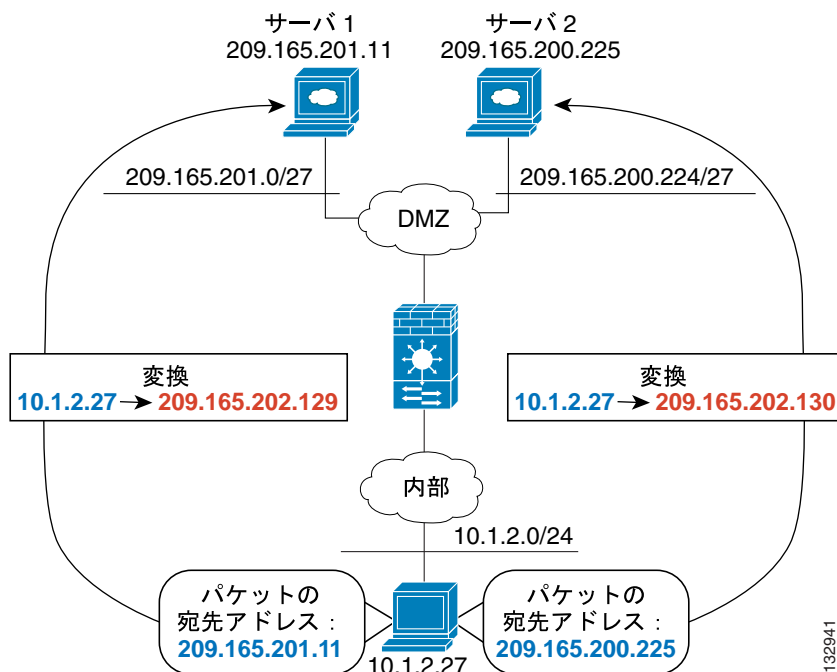 サーバ 1
209.165.201.11
サーバ 2
209.165.200.225
209.165.201.0/27
209.165.200.224/27
DMZ
変換
10.1.2.27 → 209.165.202.129
変換
10.1.2.27 → 209.165.202.130
内部
10.1.2.0/24
パケットの
宛先アドレス：
209.165.201.11
パケットの
宛先アドレス：
209.165.200.225
10.1.2.27
132941